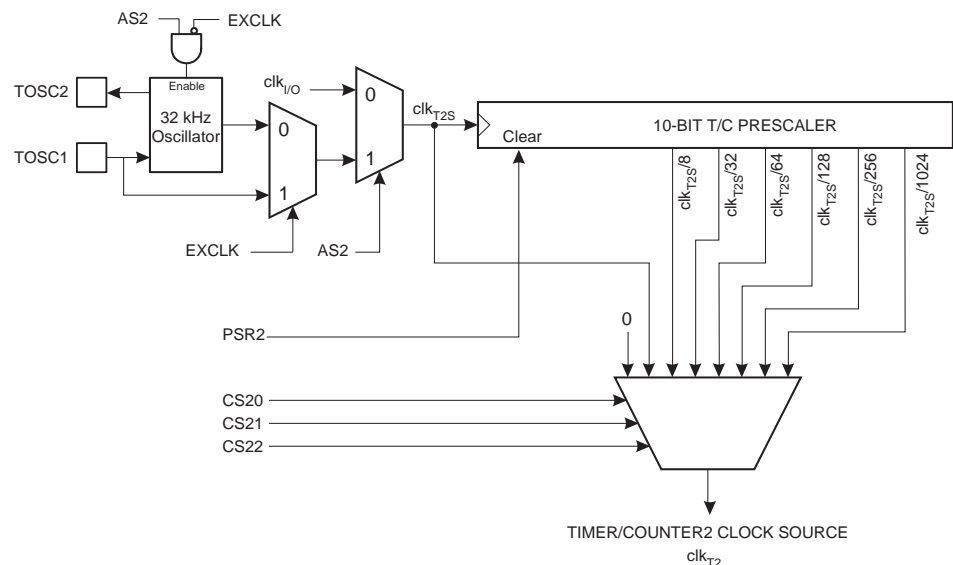 AS2
EXCLK
TOSC2
Enable
32 kHz
Oscillator
TOSC1
0
1
EXCLK
clkI/O
0
1
AS2
clkT2S
10-BIT T/C PRESCALER
Clear
clkT2S/8
clkT2S/32
clkT2S/64
clkT2S/128
clkT2S/256
clkT2S/1024
PSR2
0
CS20
CS21
CS22
TIMER/COUNTER2 CLOCK SOURCE
clkT2